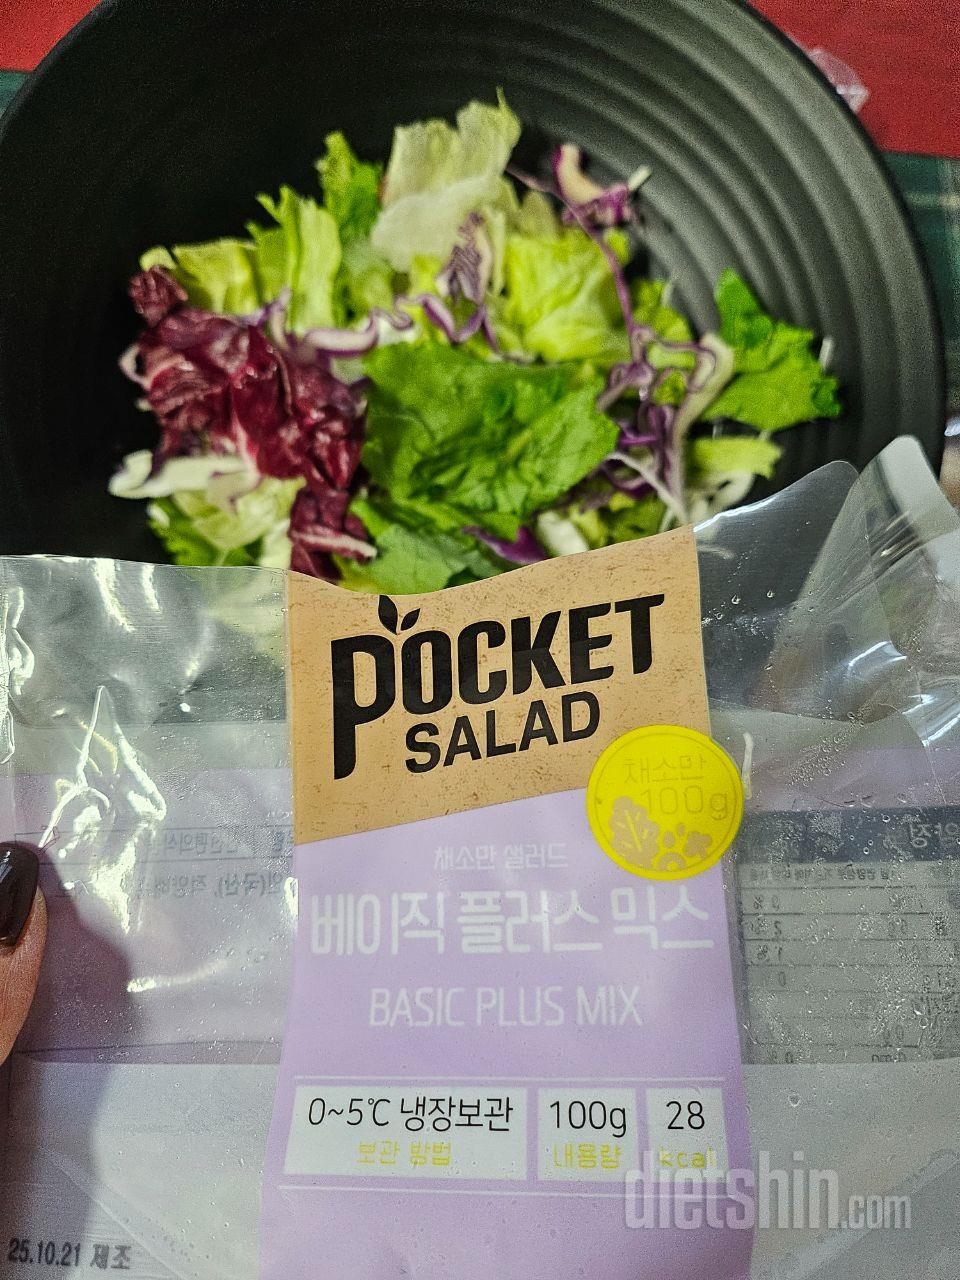 POCKET
SALAD
채소만
100g
채소만 샐러드
베이직 플러스 믹스
BASIC PLUS MIX
0~5℃ 냉장보관
보관 방법
100g
내용량
28
kcal
dietshin.com
25.10.21 제조